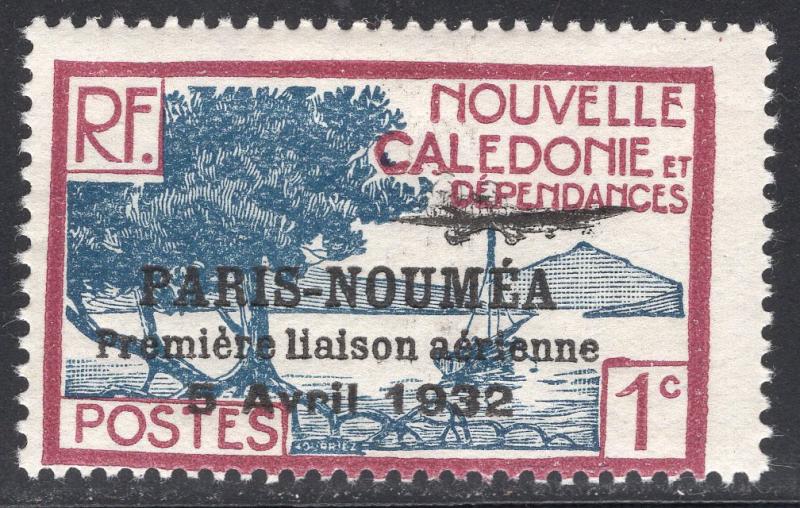 RF.
NOUVELLE
CALEDONIE ET
DÉPENDANCES
PARIS-NOUMÉA
Première liaison aérienne
5 Avril 1932
POSTES
1c